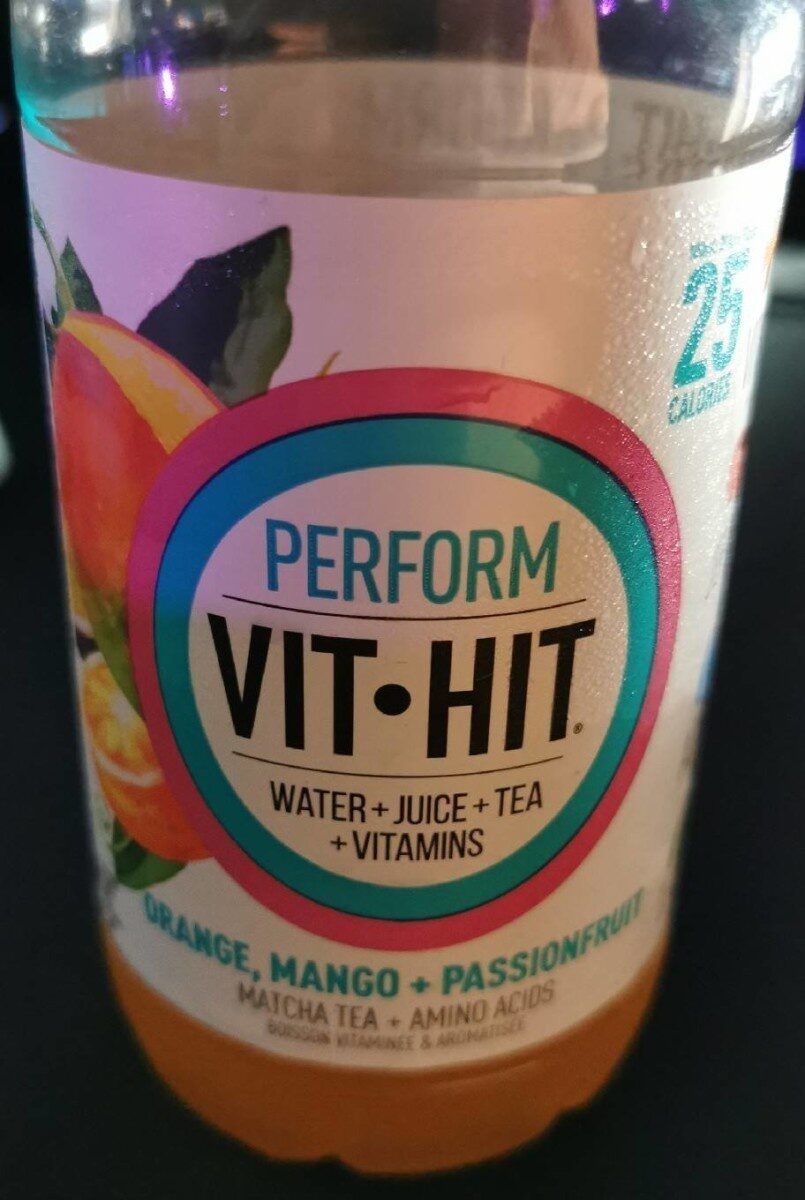 25
CALORIES
PERFORM
VIT•HIT®
WATER + JUICE + TEA
+ VITAMINS
ORANGE, MANGO + PASSIONFRUIT
MATCHA TEA + AMINO ACIDS
BOISSON VITAMINÉE & AROMATISÉE